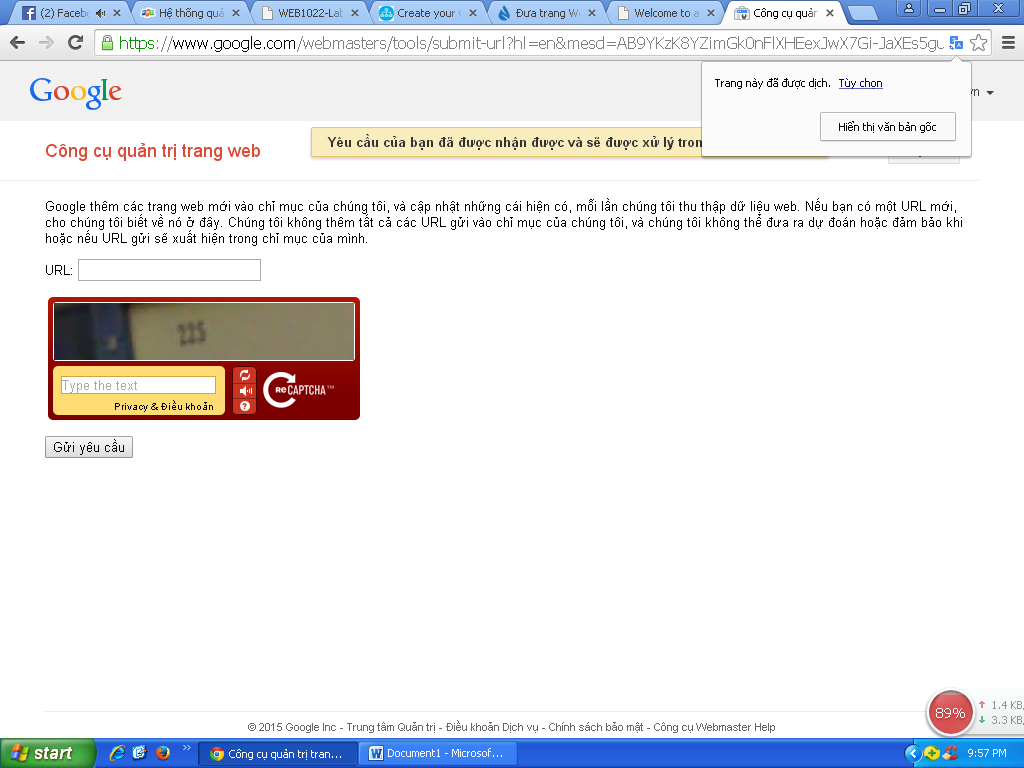 (2) Facebo
Hệ thống quả
WEB1022-Lab
Create your G
Đưa trang We
Welcome to a
Công cụ quản
https://www.google.com/webmasters/tools/submit-url?hl=en&mesd=AB9YKzK8YZimGk0nFlXHEexJwX7Gi-JaXEs5gu
Trang này đã được dịch. Tùy chọn
Hiển thị văn bản gốc
Google
vn
Công cụ quản trị trang web
Yêu cầu của bạn đã được nhận được và sẽ được xử lý tron
Google thêm các trang web mới vào chỉ mục của chúng tôi, và cập nhật những cái hiện có, mỗi lần chúng tôi thu thập dữ liệu web. Nếu bạn có một URL mới,
cho chúng tôi biết về nó ở đây. Chúng tôi không thêm tất cả các URL gửi vào chỉ mục của chúng tôi, và chúng tôi không thể đưa ra dự đoán hoặc đảm bảo khi
hoặc nếu URL gửi sẽ xuất hiện trong chỉ mục của mình.
URL:
225
Type the text
Privacy & Điều khoản
reCAPTCHA™
Gửi yêu cầu
© 2015 Google Inc - Trung tâm Quản trị - Điều khoản Dịch vụ - Chính sách bảo mật - Công cụ Webmaster Help
89%
1.4 KB,
3.3 KB,
start
Công cụ quản trị tran...
Document1 - Microsof...
9:57 PM